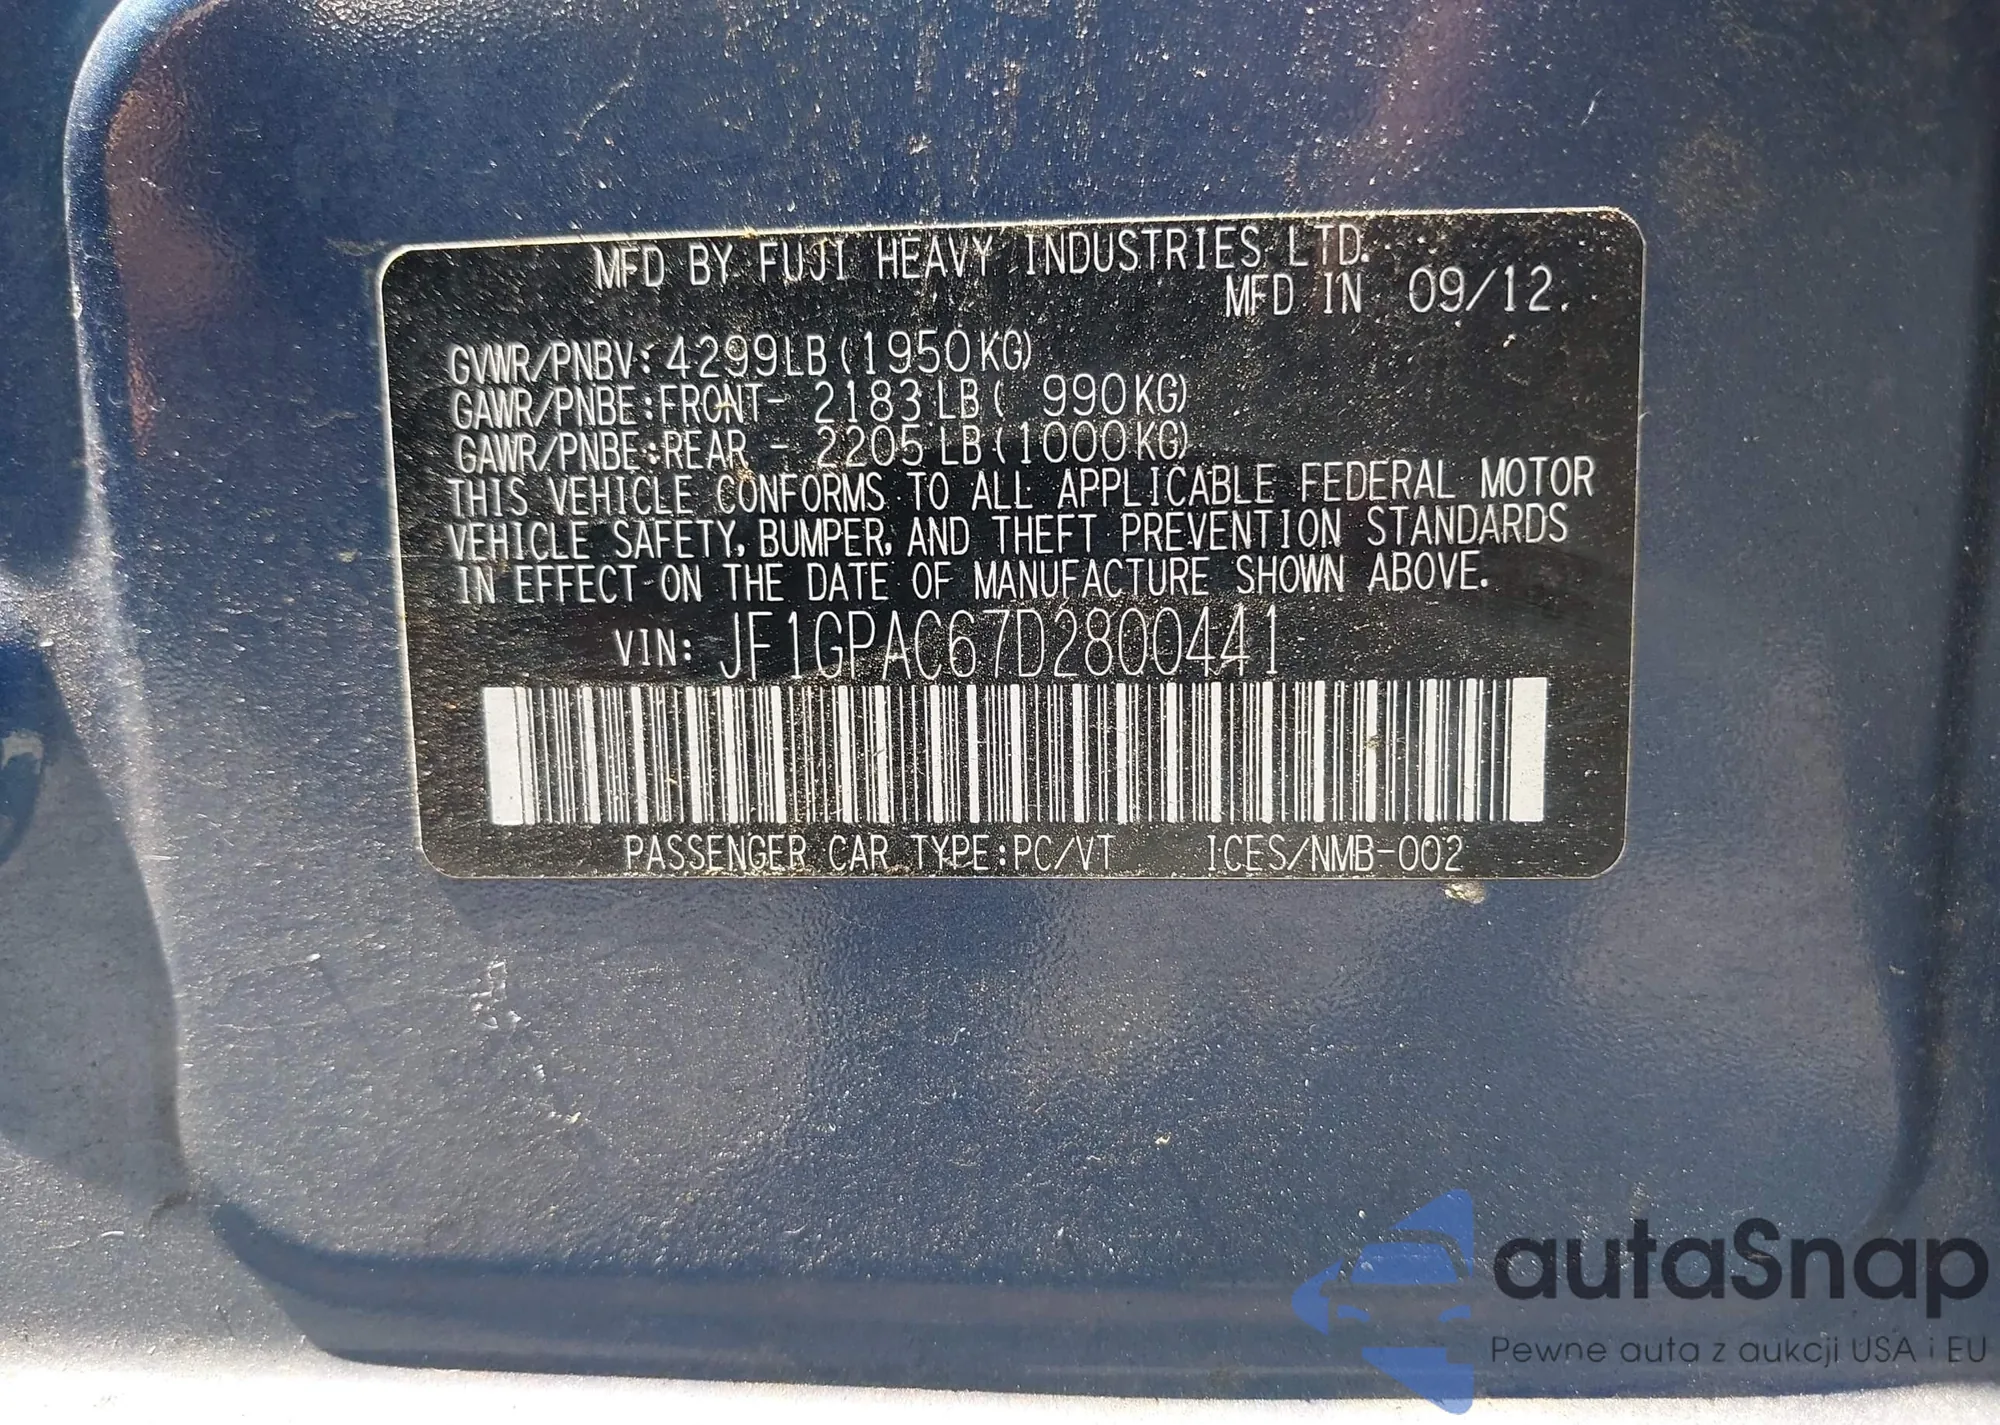 MFD BY FUJI HEAVY INDUSTRIES LTD.
MFD IN 09/12.
GVWR/PNBV: 4299LB (1950KG)
GAWR/PNBE:FRONT- 2183LB( 990KG)
GAWR/PNBE:REAR - 2205LB(1000KG)
THIS VEHICLE CONFORMS TO ALL APPLICABLE FEDERAL MOTOR
VEHICLE SAFETY, BUMPER, AND THEFT PREVENTION STANDARDS
IN EFFECT ON THE DATE OF MANUFACTURE SHOWN ABOVE.
VIN: JF1GPAC67D2800441
PASSENGER CAR TYPE:PC/VT ICES/NMB-002
autaSnap
Pewne auta z aukcji USA i EU